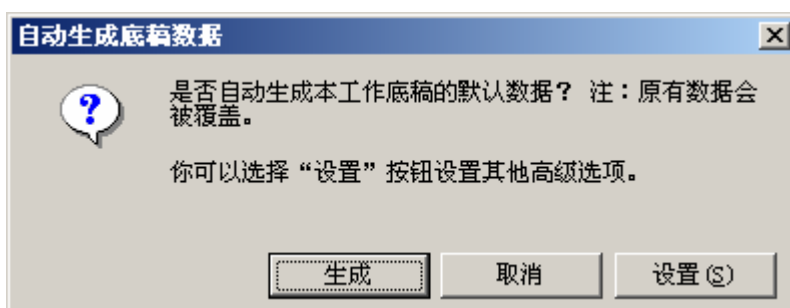 自动生成底稿数据
是否自动生成本工作底稿的默认数据? 注:原有数据会
被覆盖。
你可以选择“设置”按钮设置其他高级选项。
生成 取消 设置(S)